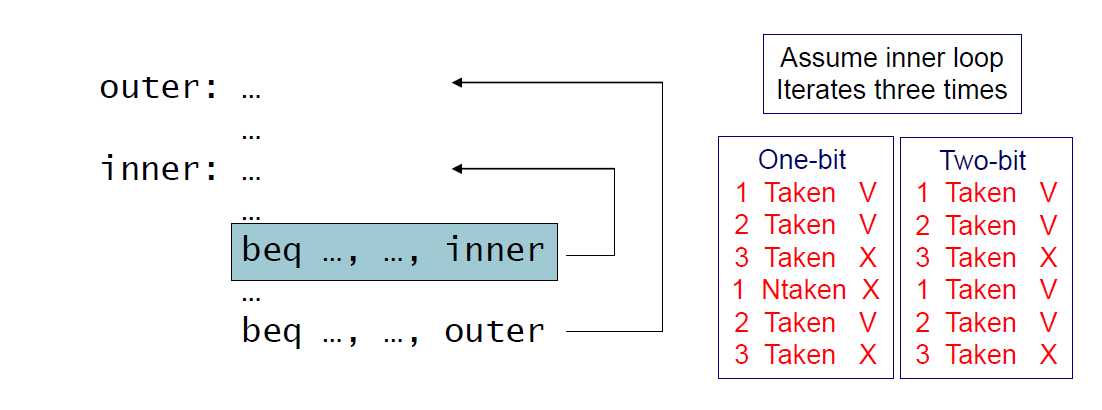 outer: …
…
inner: …
…
beq …, …, inner
…
beq …, …, outer
Assume inner loop
Iterates three times
One-bit
1 Taken V
2 Taken V
3 Taken X
1 Ntaken X
2 Taken V
3 Taken X
Two-bit
1 Taken V
2 Taken V
3 Taken X
1 Taken V
2 Taken V
3 Taken X